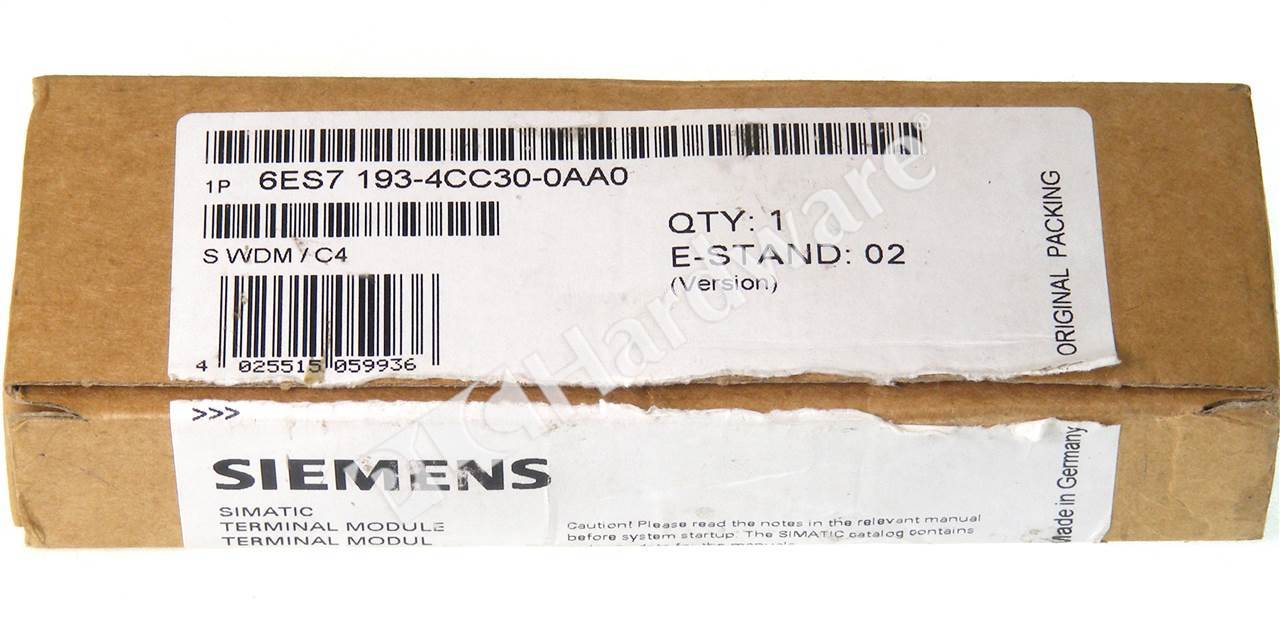 1P 6ES7 193-4CC30-0AA0
S WDM / C4
QTY: 1
E-STAND: 02
(Version)
4 025515 059936
ORIGINAL PACKING
>>>
SIEMENS
SIMATIC
TERMINAL MODULE
TERMINAL MODUL
Caution! Please read the notes in the relevant manual
before system startup. The SIMATIC catalog contains
for the
Made in Germany
PLCHardware®